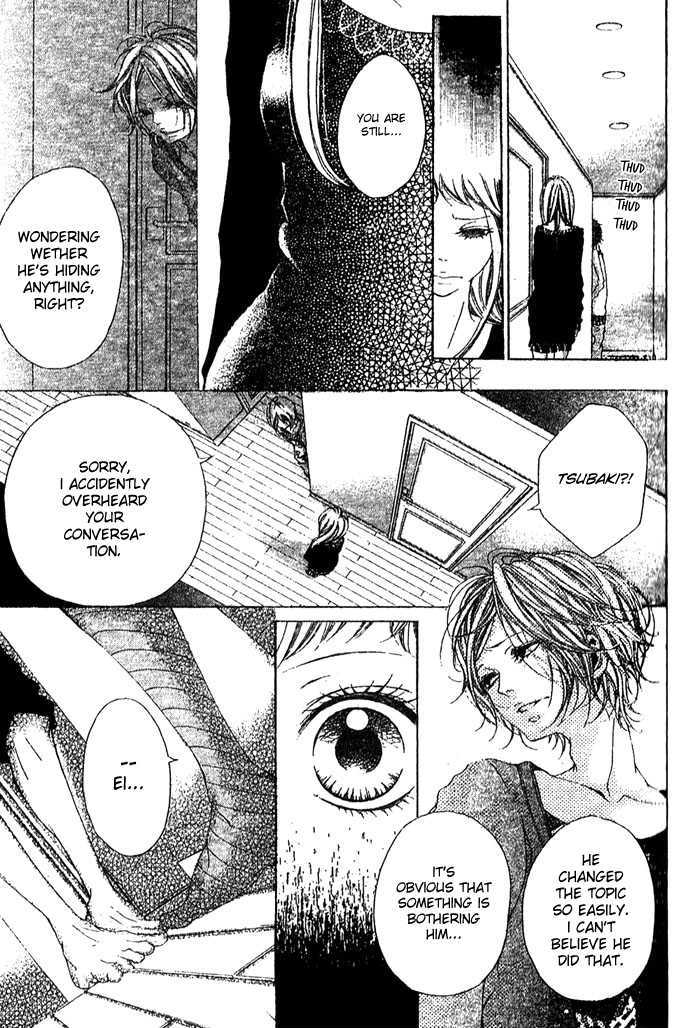 THUD
THUD
THUD
THUD
YOU ARE
STILL...
WONDERING
WETHER
HE'S HIDING
ANYTHING,
RIGHT?
TSUBAKI?!
SORRY,
I ACCIDENTLY
OVERHEARD
YOUR
CONVERSA-
TION.
HE
CHANGED
THE TOPIC
SO EASILY.
I CAN'T
BELIEVE HE
DID THAT.
IT'S
OBVIOUS THAT
SOMETHING IS
BOTHERING
HIM...
--
EI...